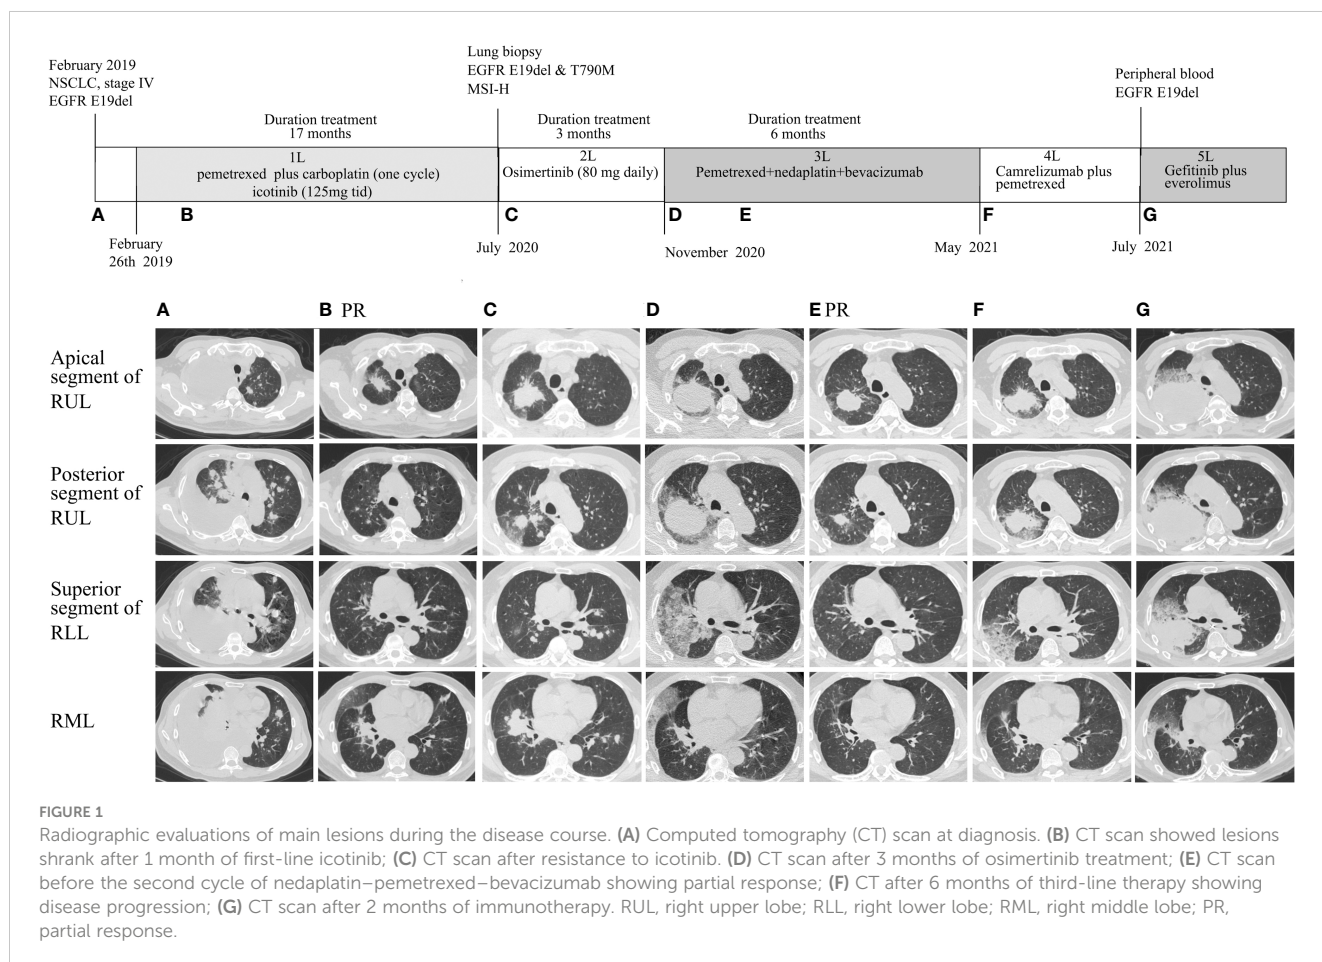 February 2019
NSCLC, stage IV
EGFR E19del
Lung biopsy
EGFR E19del & T790M
MSI-H
Peripheral blood
EGFR E19del
Duration treatment
17 months
Duration treatment
3 months
Duration treatment
6 months
1L
pemetrexed plus carboplatin (one cycle)
icotinib (125mg tid)
2L
Osimertinib (80 mg daily)
3L
Pemetrexed+nedaplatin+bevacizumab
4L
Camrelizumab plus
pemetrexed
5L
Gefitinib plus
everolimus
A B C D E F G
February
26th 2019
July 2020
November 2020
May 2021
July 2021
A B PR C D E PR F G
Apical
segment of
RUL
Posterior
segment of
RUL
Superior
segment of
RLL
RML
FIGURE 1
Radiographic evaluations of main lesions during the disease course. (A) Computed tomography (CT) scan at diagnosis. (B) CT scan showed lesions
shrank after 1 month of first-line icotinib; (C) CT scan after resistance to icotinib. (D) CT scan after 3 months of osimertinib treatment; (E) CT scan
before the second cycle of nedaplatin–pemetrexed–bevacizumab showing partial response; (F) CT after 6 months of third-line therapy showing
disease progression; (G) CT scan after 2 months of immunotherapy. RUL, right upper lobe; RLL, right lower lobe; RML, right middle lobe; PR,
partial response.